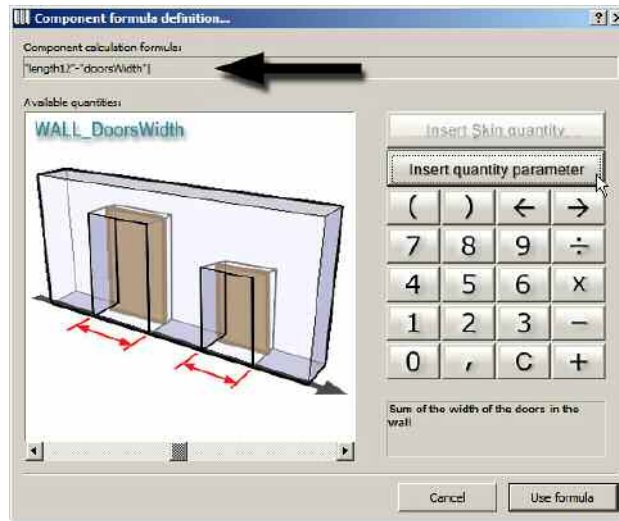 Component formula definition...
Component calculation formula:
"length12"-"doorsWidth"|
Available quantities:
WALL_DoorsWidth
Insert Skin quantity...
Insert quantity parameter
( ) ← →
7 8 9 ÷
4 5 6 x
1 2 3 −
0 , C +
Sum of the width of the doors in the
wall
Cancel Use formula